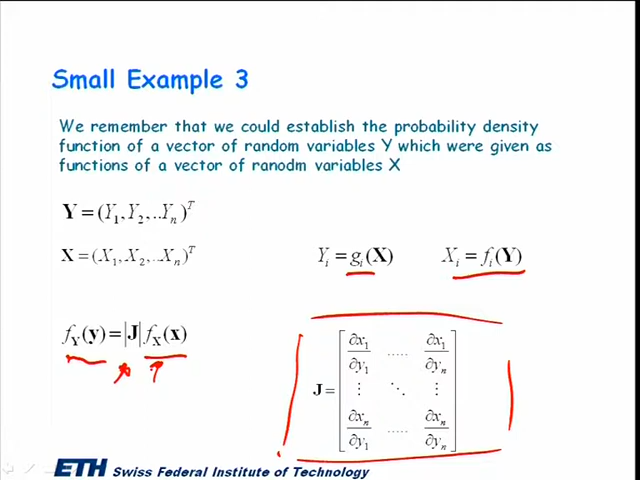 Small Example 3
We remember that we could establish the probability density
function of a vector of random variables Y which were given as
functions of a vector of ranodm variables X
Y = (Y₁, Y₂, ..Yₙ)ᵀ
X = (X₁, X₂, ..Xₙ)ᵀ
Yᵢ = gᵢ(X)
Xᵢ = fᵢ(Y)
f_Y(y) = |J| f_X(x)
J = [ ∂x₁/∂y₁ ..... ∂x₁/∂yₙ
⋮ ⋱ ⋮
∂xₙ/∂y₁ ..... ∂xₙ/∂yₙ ]
ETH Swiss Federal Institute of Technology